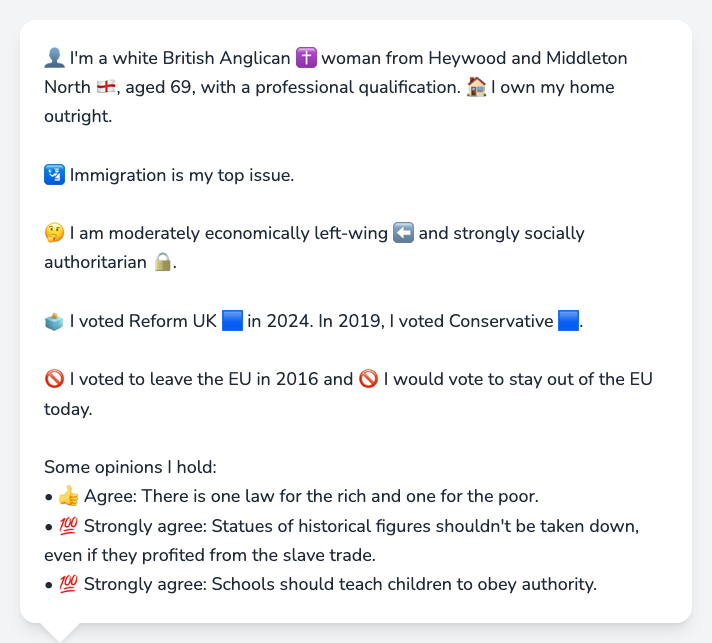 👤 I'm a white British Anglican ✝️ woman from Heywood and Middleton
North 🏴󠁧󠁢󠁥󠁮󠁧󠁿, aged 69, with a professional qualification. 🏠 I own my home
outright.
🛂 Immigration is my top issue.
🤔 I am moderately economically left-wing ⬅️ and strongly socially
authoritarian 🔒.
🗳️ I voted Reform UK 🟦 in 2024. In 2019, I voted Conservative 🟦.
🚫 I voted to leave the EU in 2016 and 🚫 I would vote to stay out of the EU
today.
Some opinions I hold:
• 👍 Agree: There is one law for the rich and one for the poor.
• 💯 Strongly agree: Statues of historical figures shouldn't be taken down,
even if they profited from the slave trade.
• 💯 Strongly agree: Schools should teach children to obey authority.